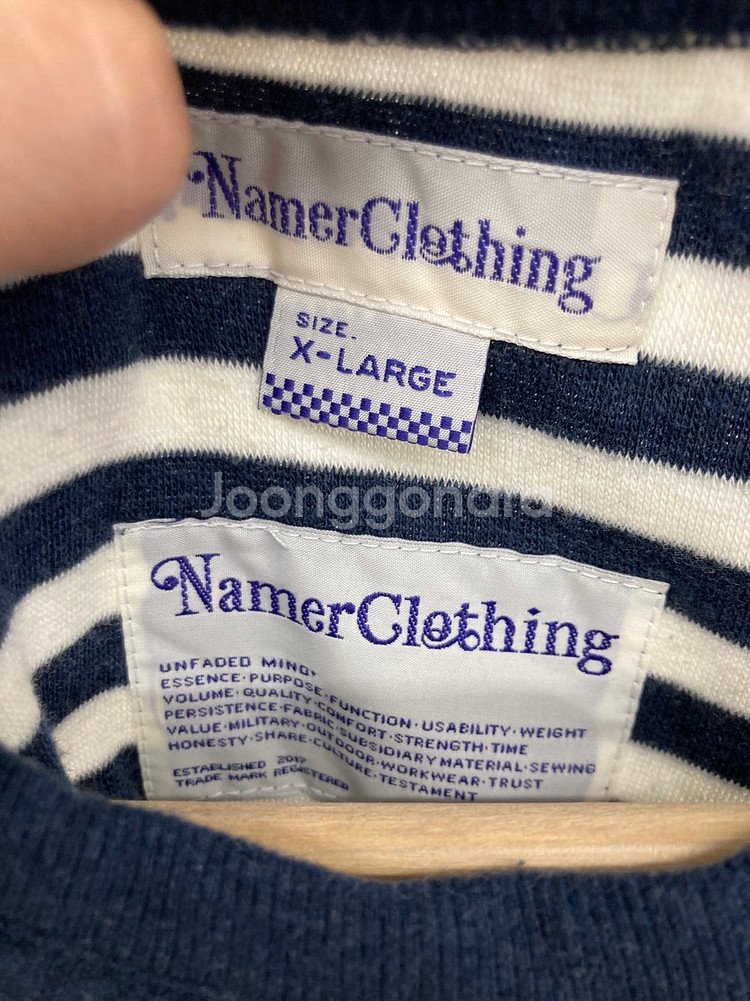 NamerClothing
SIZE.
X-LARGE
Joonggonara
NamerClothing
UNFADED MIND·
ESSENCE·PURPOSE·FUNCTION·USABILITY·WEIGHT
VOLUME·QUALITY·COMFORT·STRENGTH·TIME
PERSISTENCE·FABRIC·SUBSIDIARY MATERIAL·SEWING
VALUE·MILITARY·OUTDOOR·WORKWEAR·TRUST
HONESTY·SHARE·CULTURE·TESTAMENT
ESTABLISHED 2017
TRADE MARK REGISTERED